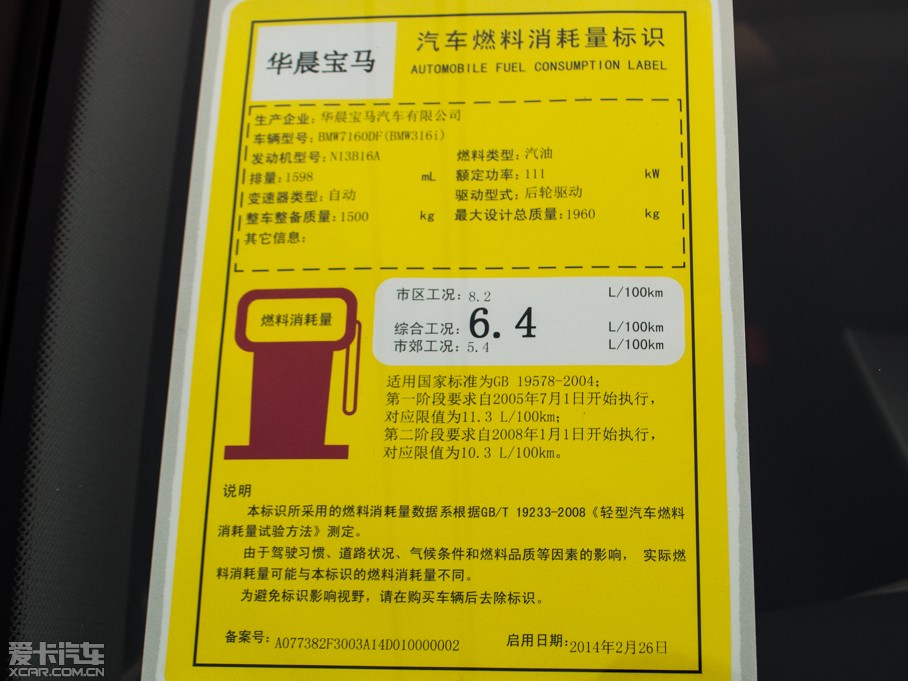 华晨宝马
汽车燃料消耗量标识
AUTOMOBILE FUEL CONSUMPTION LABEL
生产企业：华晨宝马汽车有限公司
车辆型号：BMW7160DF(BMW316i)
发动机型号：N13B16A 燃料类型：汽油
排量：1598 mL 额定功率：111 kW
变速器类型：自动 驱动型式：后轮驱动
整车整备质量：1500 kg 最大设计总质量：1960 kg
其它信息：
燃料消耗量
市区工况：8.2 L/100km
综合工况：6.4 L/100km
市郊工况：5.4 L/100km
适用国家标准为GB 19578-2004；
第一阶段要求自2005年7月1日开始执行，
对应限值为11.3 L/100km；
第二阶段要求自2008年1月1日开始执行，
对应限值为10.3 L/100km。
说明
本标识所采用的燃料消耗量数据系根据GB/T 19233-2008《轻型汽车燃料
消耗量试验方法》测定。
由于驾驶习惯、道路状况、气候条件和燃料品质等因素的影响， 实际燃
料消耗量可能与本标识的燃料消耗量不同。
为避免标识影响视野，请在购买车辆后去除标识。
备案号：A077382F3003A14D010000002 启用日期：2014年2月26日
爱卡汽车
XCAR.COM.CN